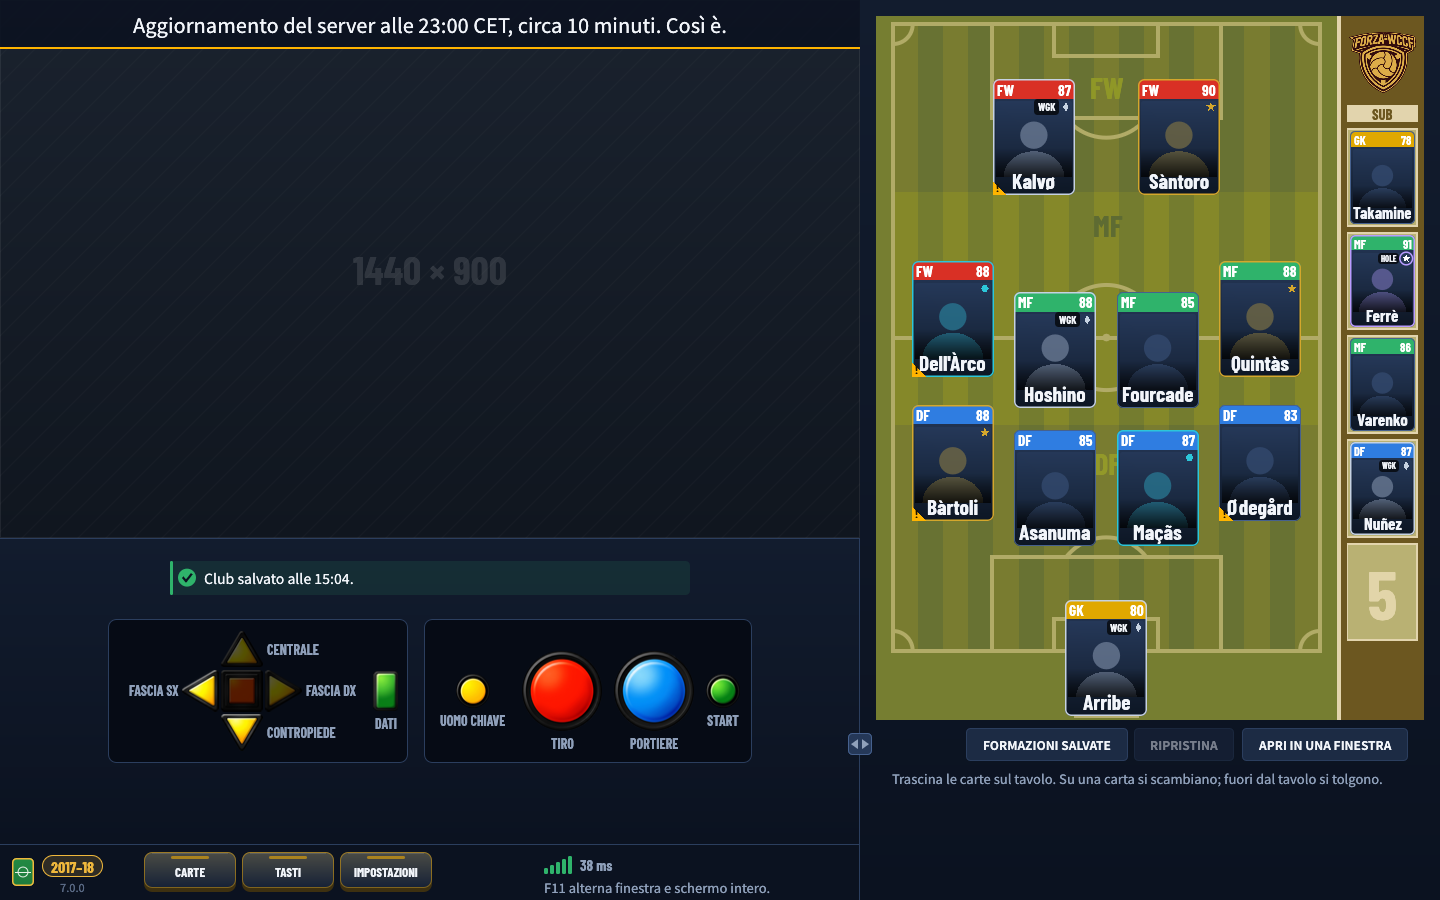 Aggiornamento del server alle 23:00 CET, circa 10 minuti. Così è.
1440 × 900
Club salvato alle 15:04.
CENTRALE
FASCIA SX
FASCIA DX
CONTROPIEDE
DATI
UOMO CHIAVE
TIRO
PORTIERE
START
2017-18
7.0.0
CARTE
TASTI
IMPOSTAZIONI
38 ms
F11 alterna finestra e schermo intero.
FW
FW 87
WGK
Kalvø
FW 90
Sàntoro
MF
FW 88
Dell'Àrco
MF 88
WGK
Hoshino
MF 85
Fourcade
MF 88
Quintàs
DF
DF 88
Bàrtoli
DF 85
Asanuma
DF 87
Maçãs
DF 83
Ødegård
GK 80
WGK
Arribe
FORZA-WCCF
SUB
GK 78
Takamine
MF 91
HOLE
Ferrè
MF 86
Varenko
DF 87
WGK
Nuñez
5
FORMAZIONI SALVATE
RIPRISTINA
APRI IN UNA FINESTRA
Trascina le carte sul tavolo. Su una carta si scambiano; fuori dal tavolo si tolgono.